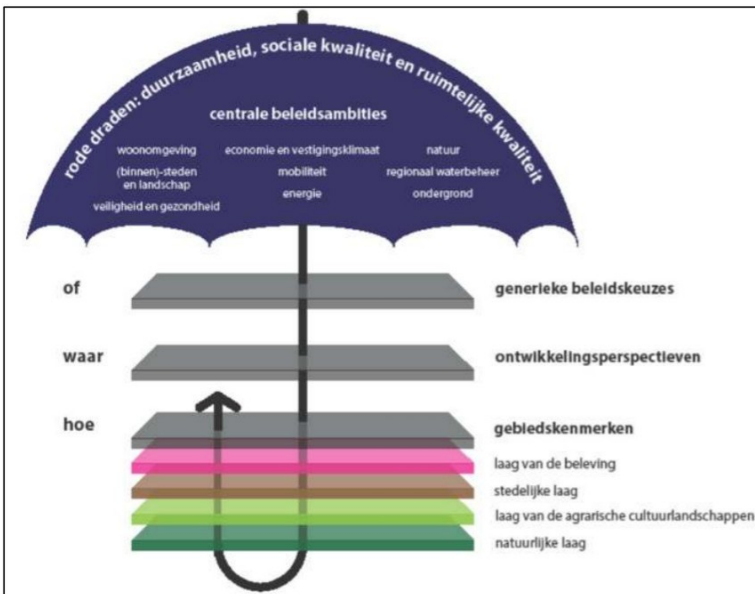 rode draden: duurzaamheid, sociale kwaliteit en ruimtelijke kwaliteit
centrale beleidsambities
woonomgeving
(binnen)-steden
en landschap
veiligheid en gezondheid
economie en vestigingsklimaat
mobiliteit
energie
natuur
regionaal waterbeheer
ondergrond
of
generieke beleidskeuzes
waar
ontwikkelingsperspectieven
hoe
gebiedskenmerken
laag van de beleving
stedelijke laag
laag van de agrarische cultuurlandschappen
natuurlijke laag